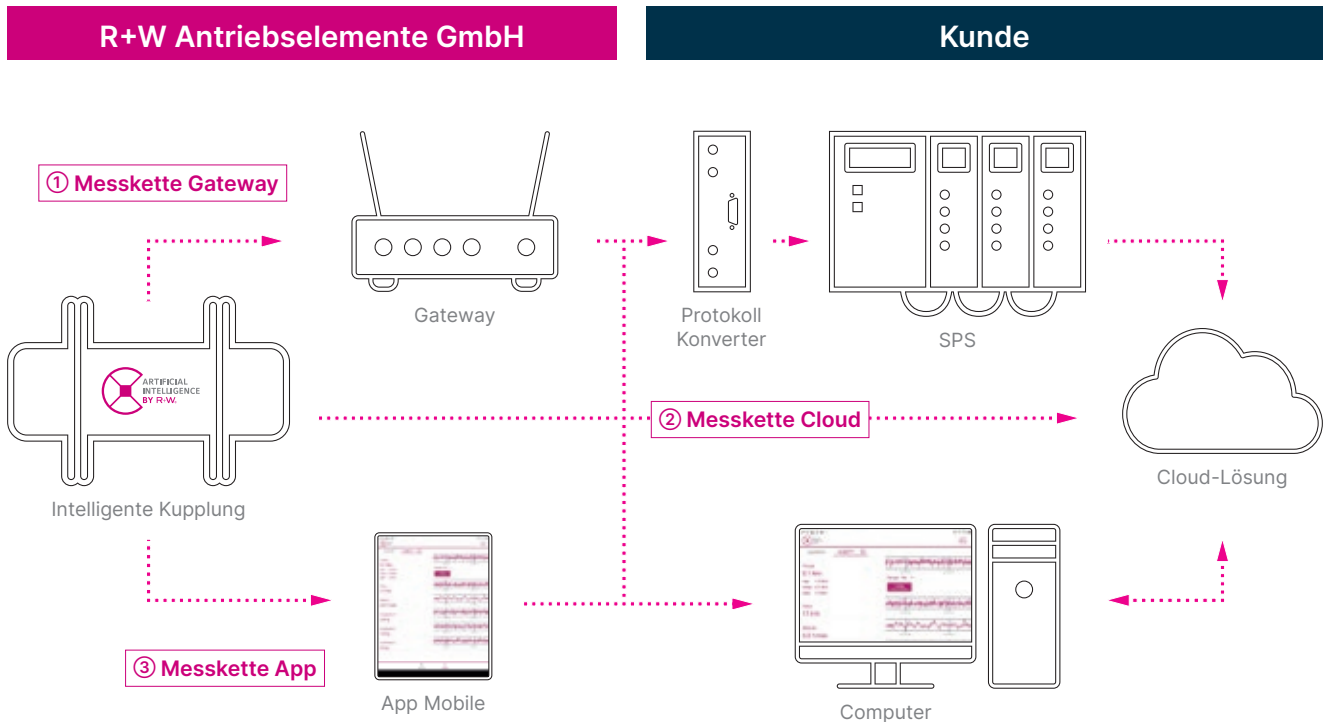 R+W Antriebselemente GmbH
Kunde
① Messkette Gateway
Gateway
Protokoll
Konverter
SPS
ARTIFICIAL
INTELLIGENCE
BY R+W.
② Messkette Cloud
Intelligente Kupplung
Cloud-Lösung
③ Messkette App
App Mobile
Computer